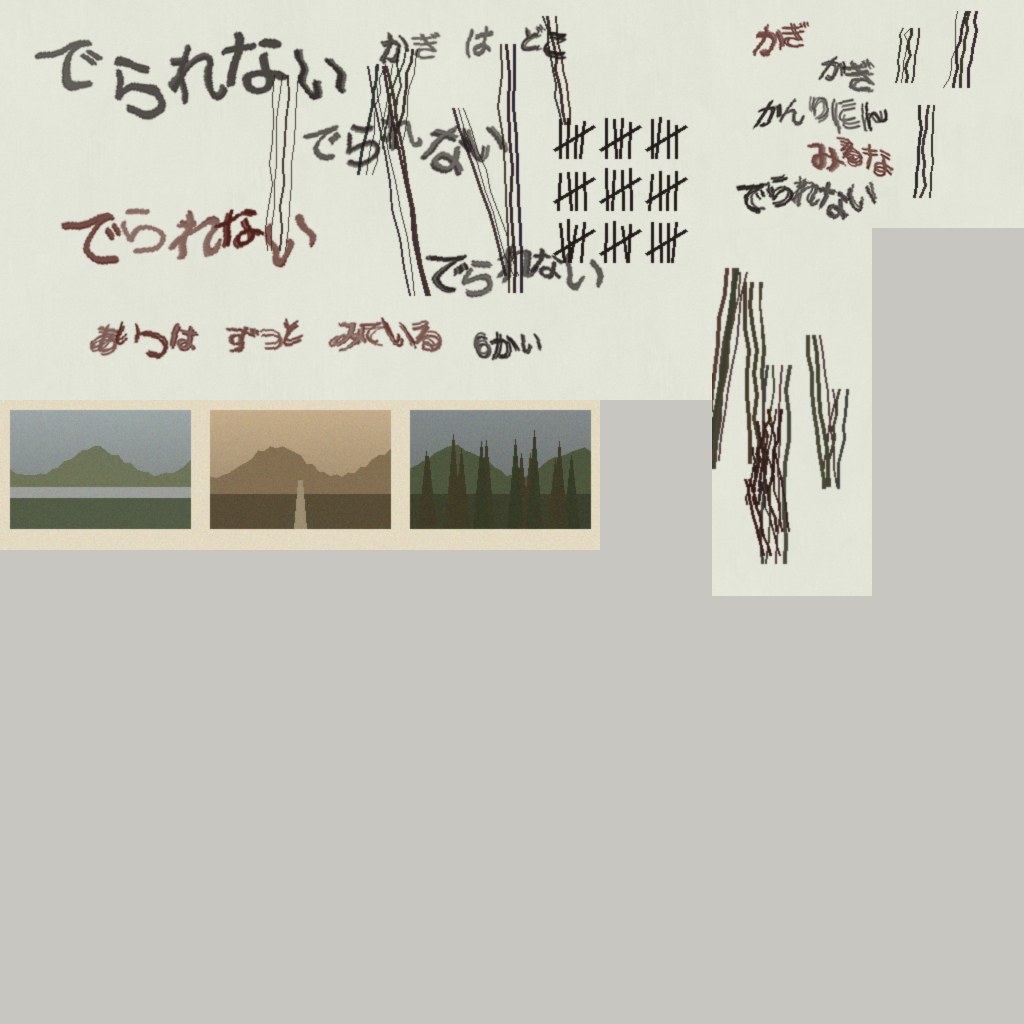 でられない
かぎ は どこ
でられない
でられない
でられない
あいつは ずっと みている 6かい
かぎ
かぎ
かんりにん
みるな
でられない